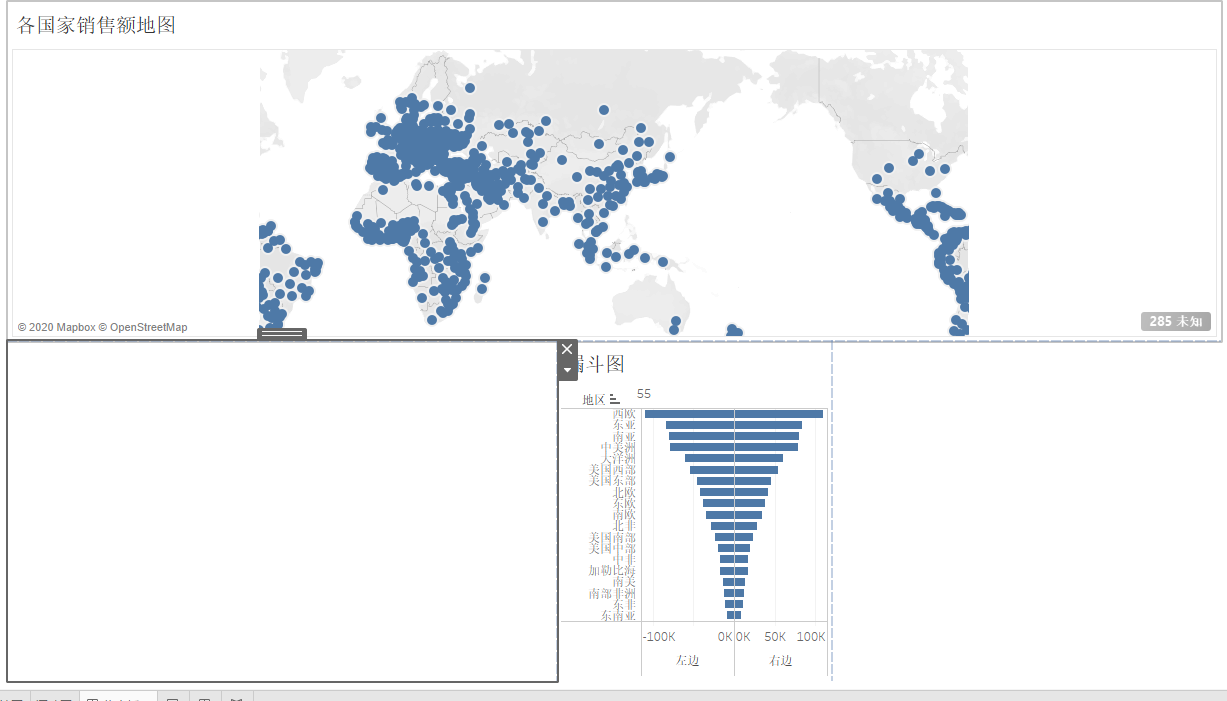 各国家销售额地图
© 2020 Mapbox © OpenStreetMap
285 未知
漏斗图
地区
55
西欧
东亚
南亚
中美洲
大洋洲
美国西部
美国东部
北欧
东欧
南欧
北非
美国南部
美国中部
中非
加勒比海
南美
南部非洲
东非
东南亚
-100K 0K 0K 50K 100K
左边 右边